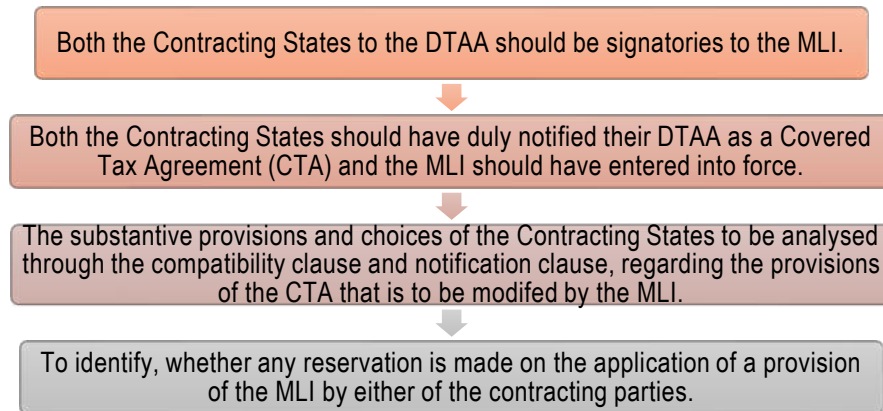 Both the Contracting States to the DTAA should be signatories to the MLI.
Both the Contracting States should have duly notified their DTAA as a Covered
Tax Agreement (CTA) and the MLI should have entered into force.
The substantive provisions and choices of the Contracting States to be analysed
through the compatibility clause and notification clause, regarding the provisions
of the CTA that is to be modifed by the MLI.
To identify, whether any reservation is made on the application of a provision
of the MLI by either of the contracting parties.